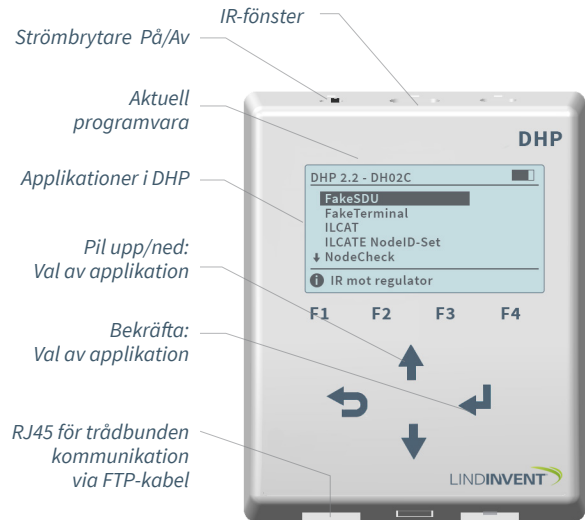 IR-fönster
Strömbrytare På/Av
Aktuell
programvara
DHP
Applikationer i DHP
DHP 2.2 - DH02C
FakeSDU
FakeTerminal
ILCAT
ILCATE NodeID-Set
NodeCheck
IR mot regulator
Pil upp/ned:
Val av applikation
F1 F2 F3 F4
Bekräfta:
Val av applikation
RJ45 för trådbunden
kommunikation
via FTP-kabel
LINDINVENT